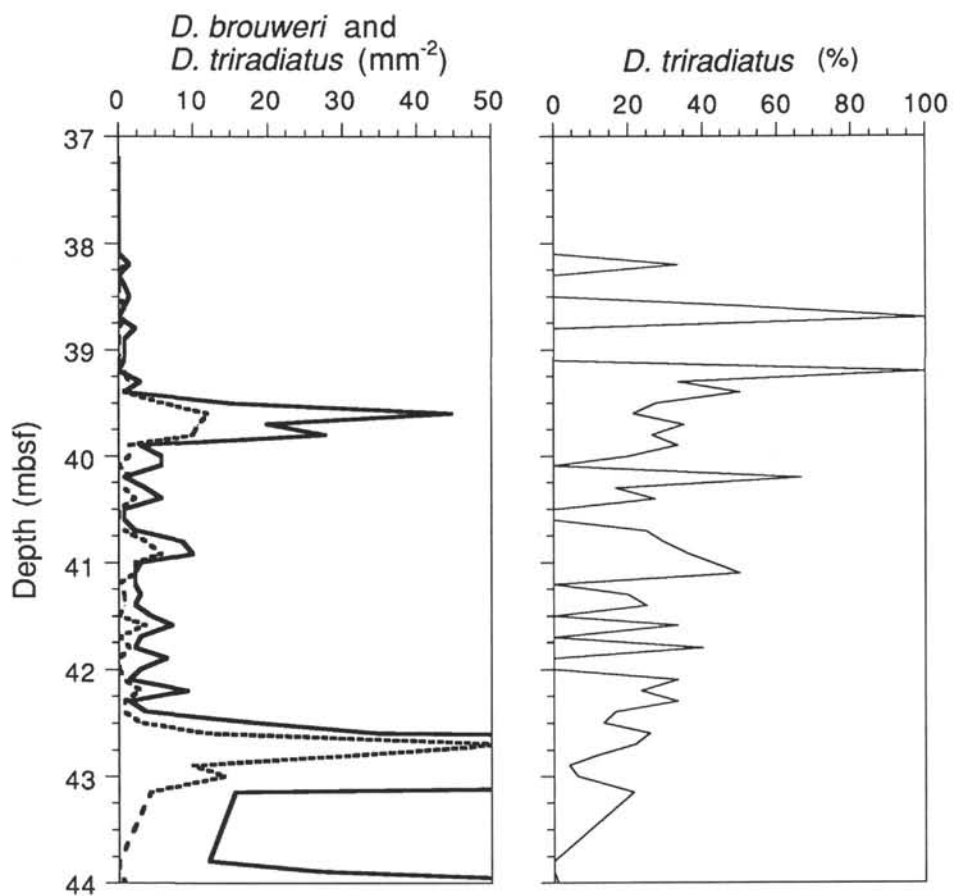 D. brouweri and
D. triradiatus (mm-2)
0 10 20 30 40 50
D. triradiatus (%)
0 20 40 60 80 100
Depth (mbsf)
37
38
39
40
41
42
43
44